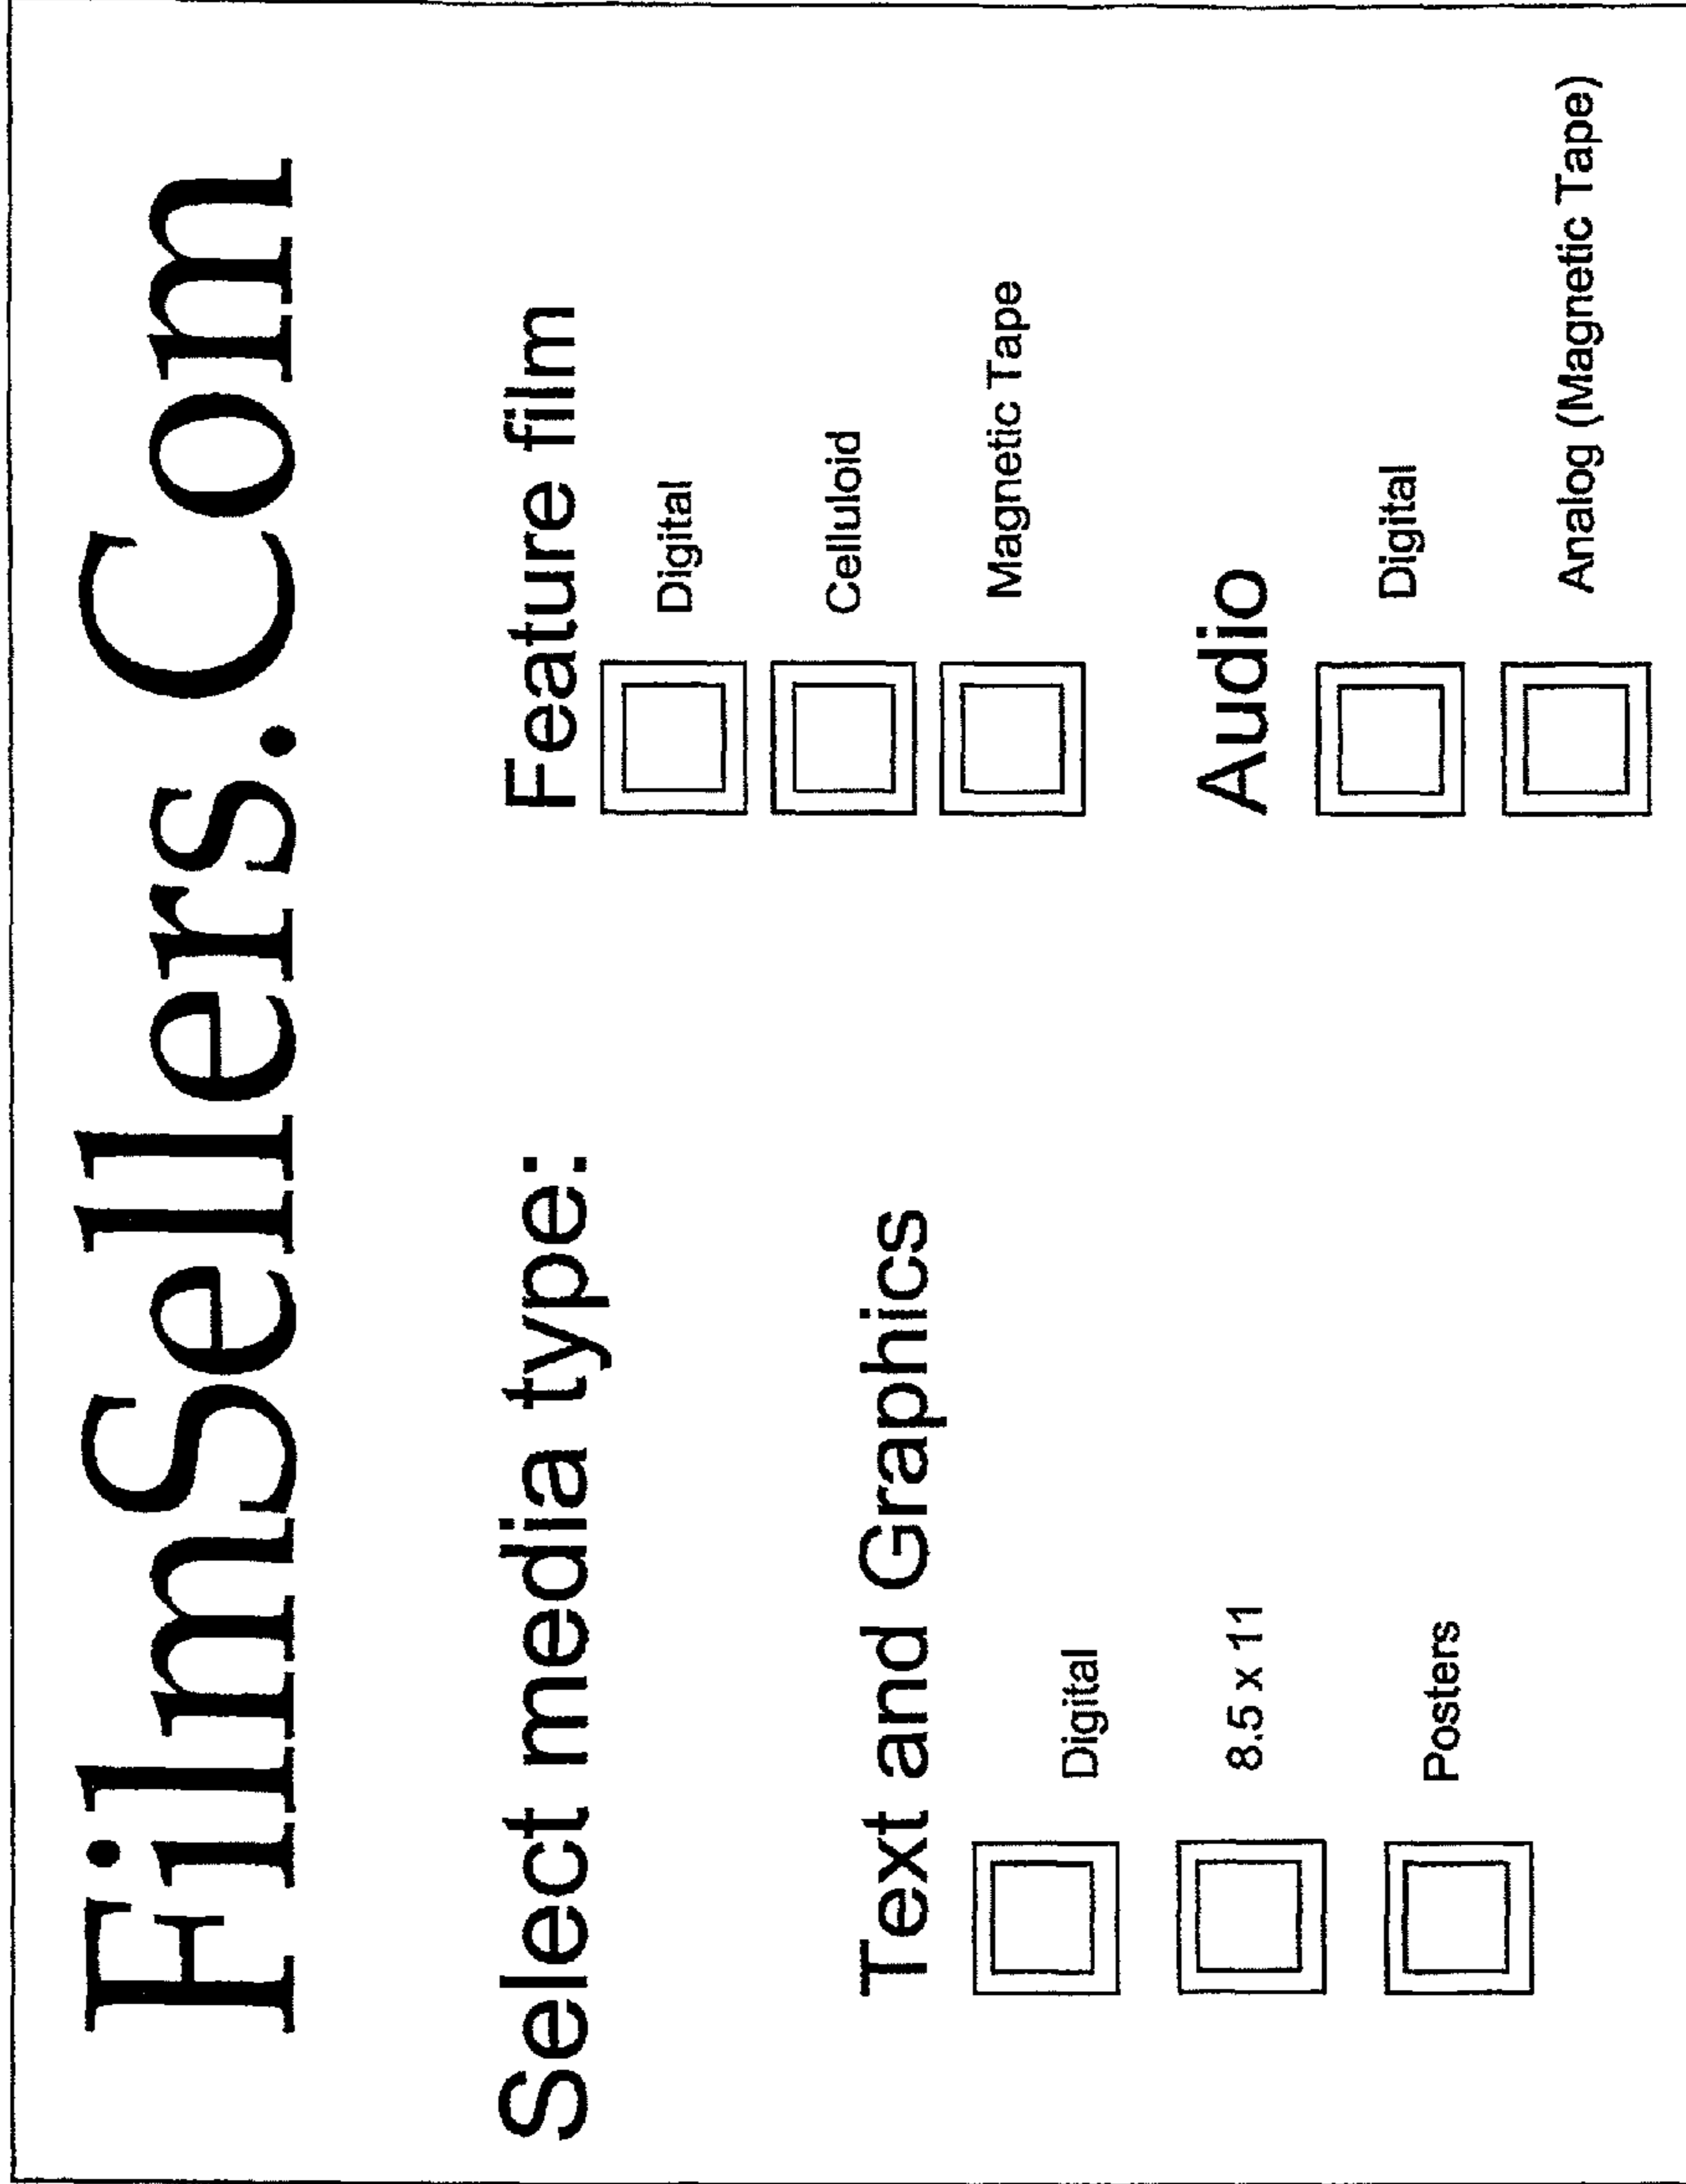 FilmSellers.Com
Select media type:
Text and Graphics
Digital
8.5 x 11
Posters
Feature film
Digital
Celluloid
Magnetic Tape
Audio
Digital
Analog (Magnetic Tape)